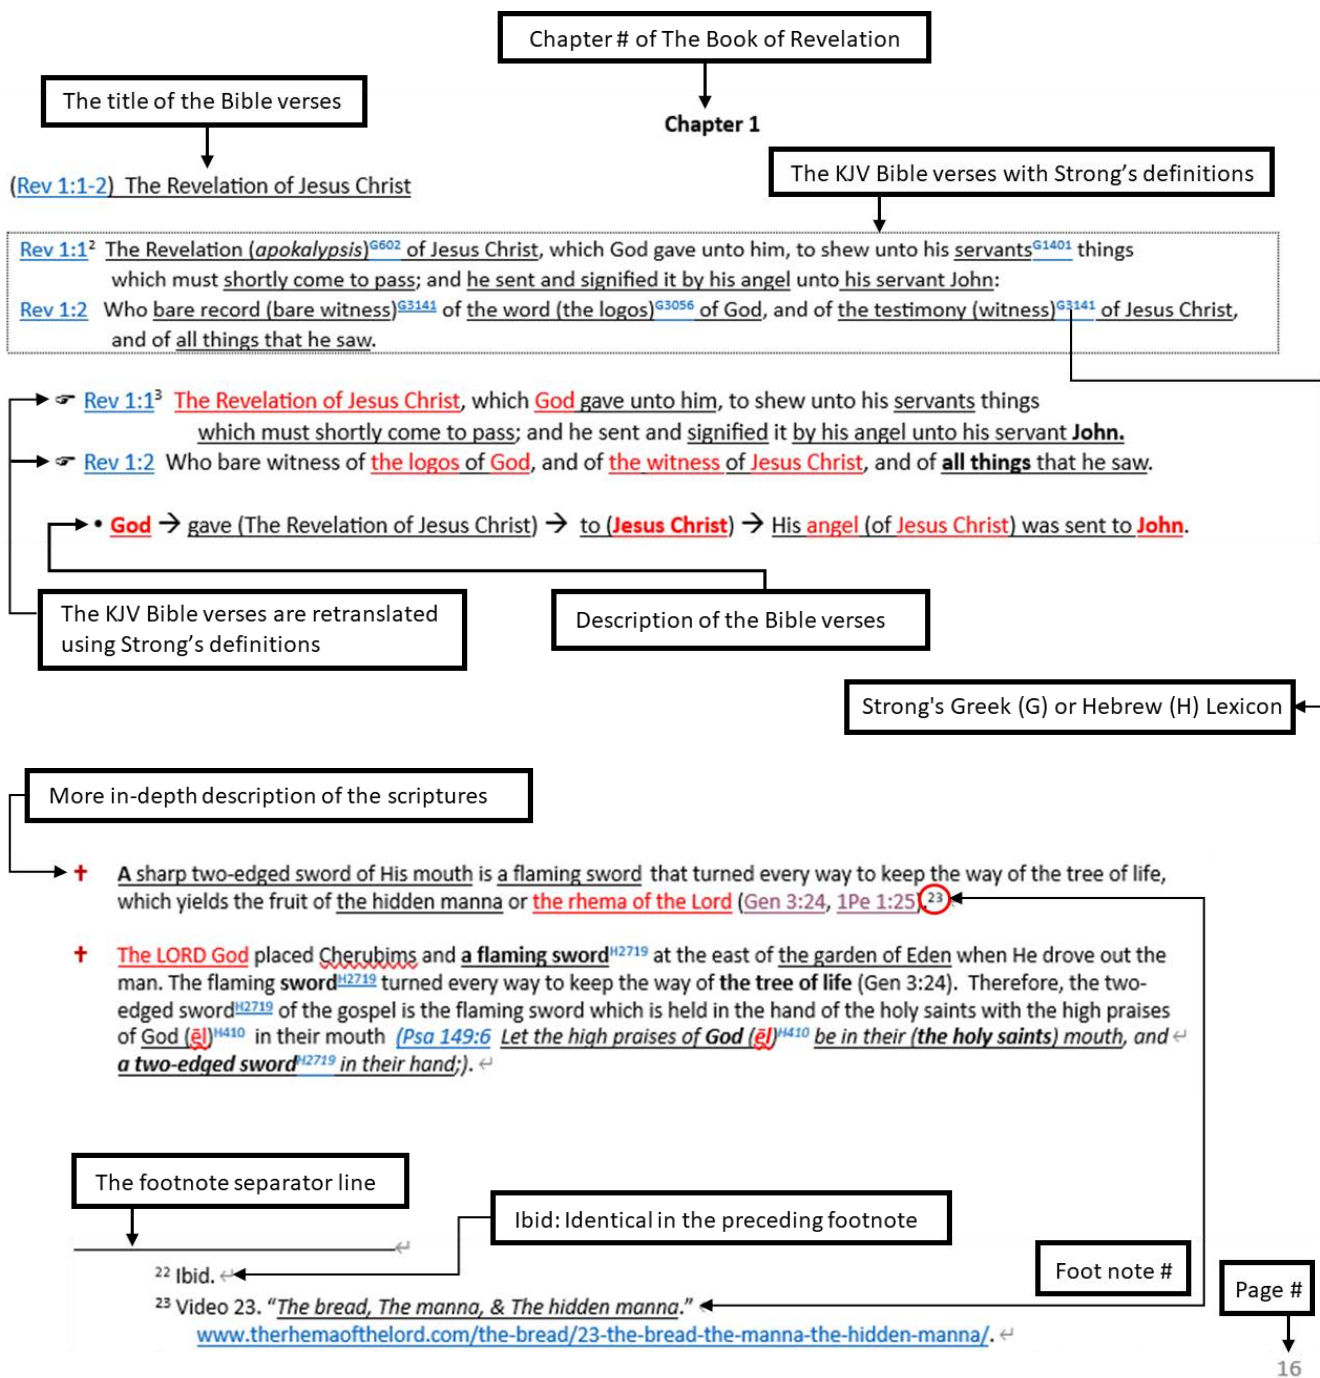 Chapter # of The Book of Revelation
The title of the Bible verses
Chapter 1
The KJV Bible verses with Strong's definitions
(Rev 1:1-2) The Revelation of Jesus Christ
Rev 1:1² The Revelation (apokalypsis)G602 of Jesus Christ, which God gave unto him, to shew unto his servantsG1401 things
which must shortly come to pass; and he sent and signified it by his angel unto his servant John:
Rev 1:2 Who bare record (bare witness)G3141 of the word (the logos)G3056 of God, and of the testimony (witness)G3141 of Jesus Christ,
and of all things that he saw.
☞ Rev 1:1³ The Revelation of Jesus Christ, which God gave unto him, to shew unto his servants things
which must shortly come to pass; and he sent and signified it by his angel unto his servant John.
☞ Rev 1:2 Who bare witness of the logos of God, and of the witness of Jesus Christ, and of all things that he saw.
• God → gave (The Revelation of Jesus Christ) → to (Jesus Christ) → His angel (of Jesus Christ) was sent to John.
The KJV Bible verses are retranslated
using Strong's definitions
Description of the Bible verses
Strong's Greek (G) or Hebrew (H) Lexicon
More in-depth description of the scriptures
✝ A sharp two-edged sword of His mouth is a flaming sword that turned every way to keep the way of the tree of life,
which yields the fruit of the hidden manna or the rhema of the Lord (Gen 3:24, 1Pe 1:25).²³
✝ The LORD God placed Cherubims and a flaming swordH2719 at the east of the garden of Eden when He drove out the
man. The flaming swordH2719 turned every way to keep the way of the tree of life (Gen 3:24). Therefore, the two-
edged swordH2719 of the gospel is the flaming sword which is held in the hand of the holy saints with the high praises
of God (ēl)H410 in their mouth (Psa 149:6 Let the high praises of God (ēl)H410 be in their (the holy saints) mouth, and ↵
a two-edged swordH2719 in their hand;). ↵
The footnote separator line
Ibid: Identical in the preceding footnote
Foot note #
Page #
²² Ibid. ↵
²³ Video 23. "The bread, The manna, & The hidden manna."
www.therhemaofthelord.com/the-bread/23-the-bread-the-manna-the-hidden-manna/. ↵
16